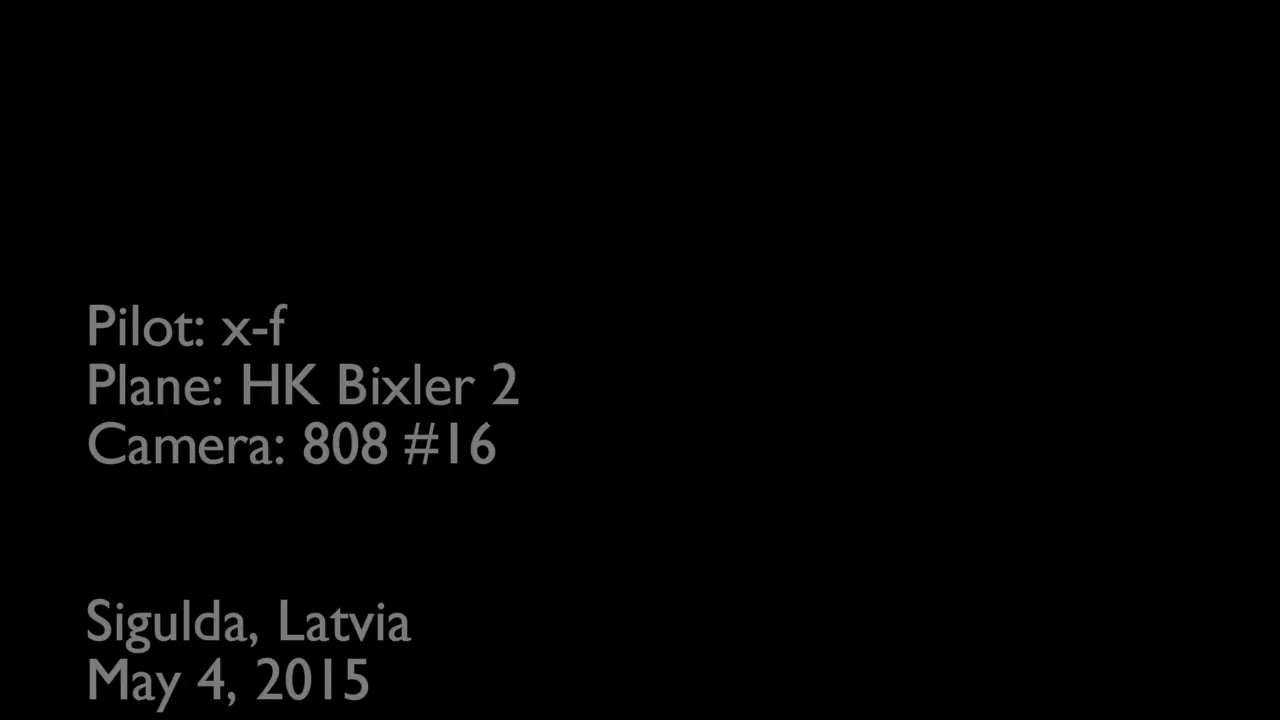 Pilot: x-f
Plane: HK Bixler 2
Camera: 808 #16
Sigulda, Latvia
May 4, 2015